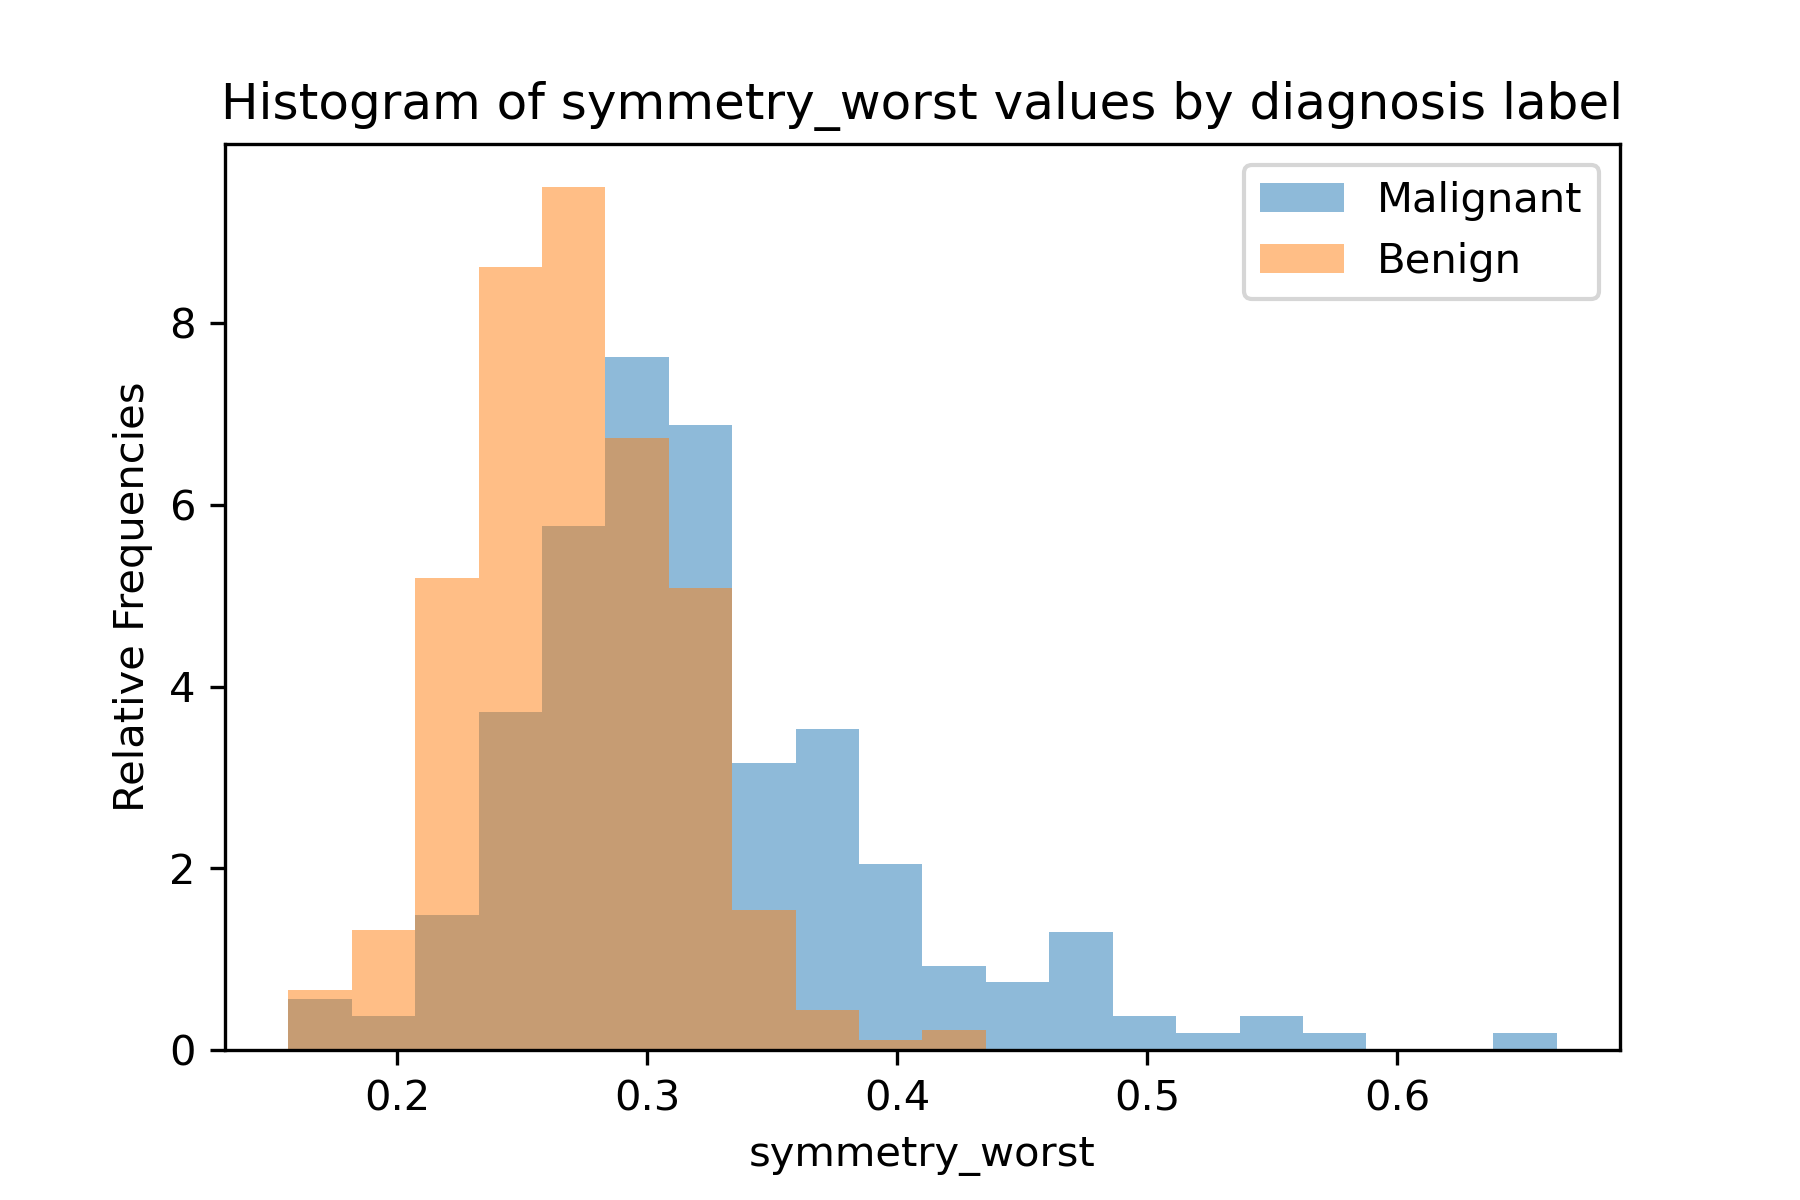 Histogram of symmetry_worst values by diagnosis label
Malignant
Benign
Relative Frequencies
8
6
4
2
0
0.2 0.3 0.4 0.5 0.6
symmetry_worst